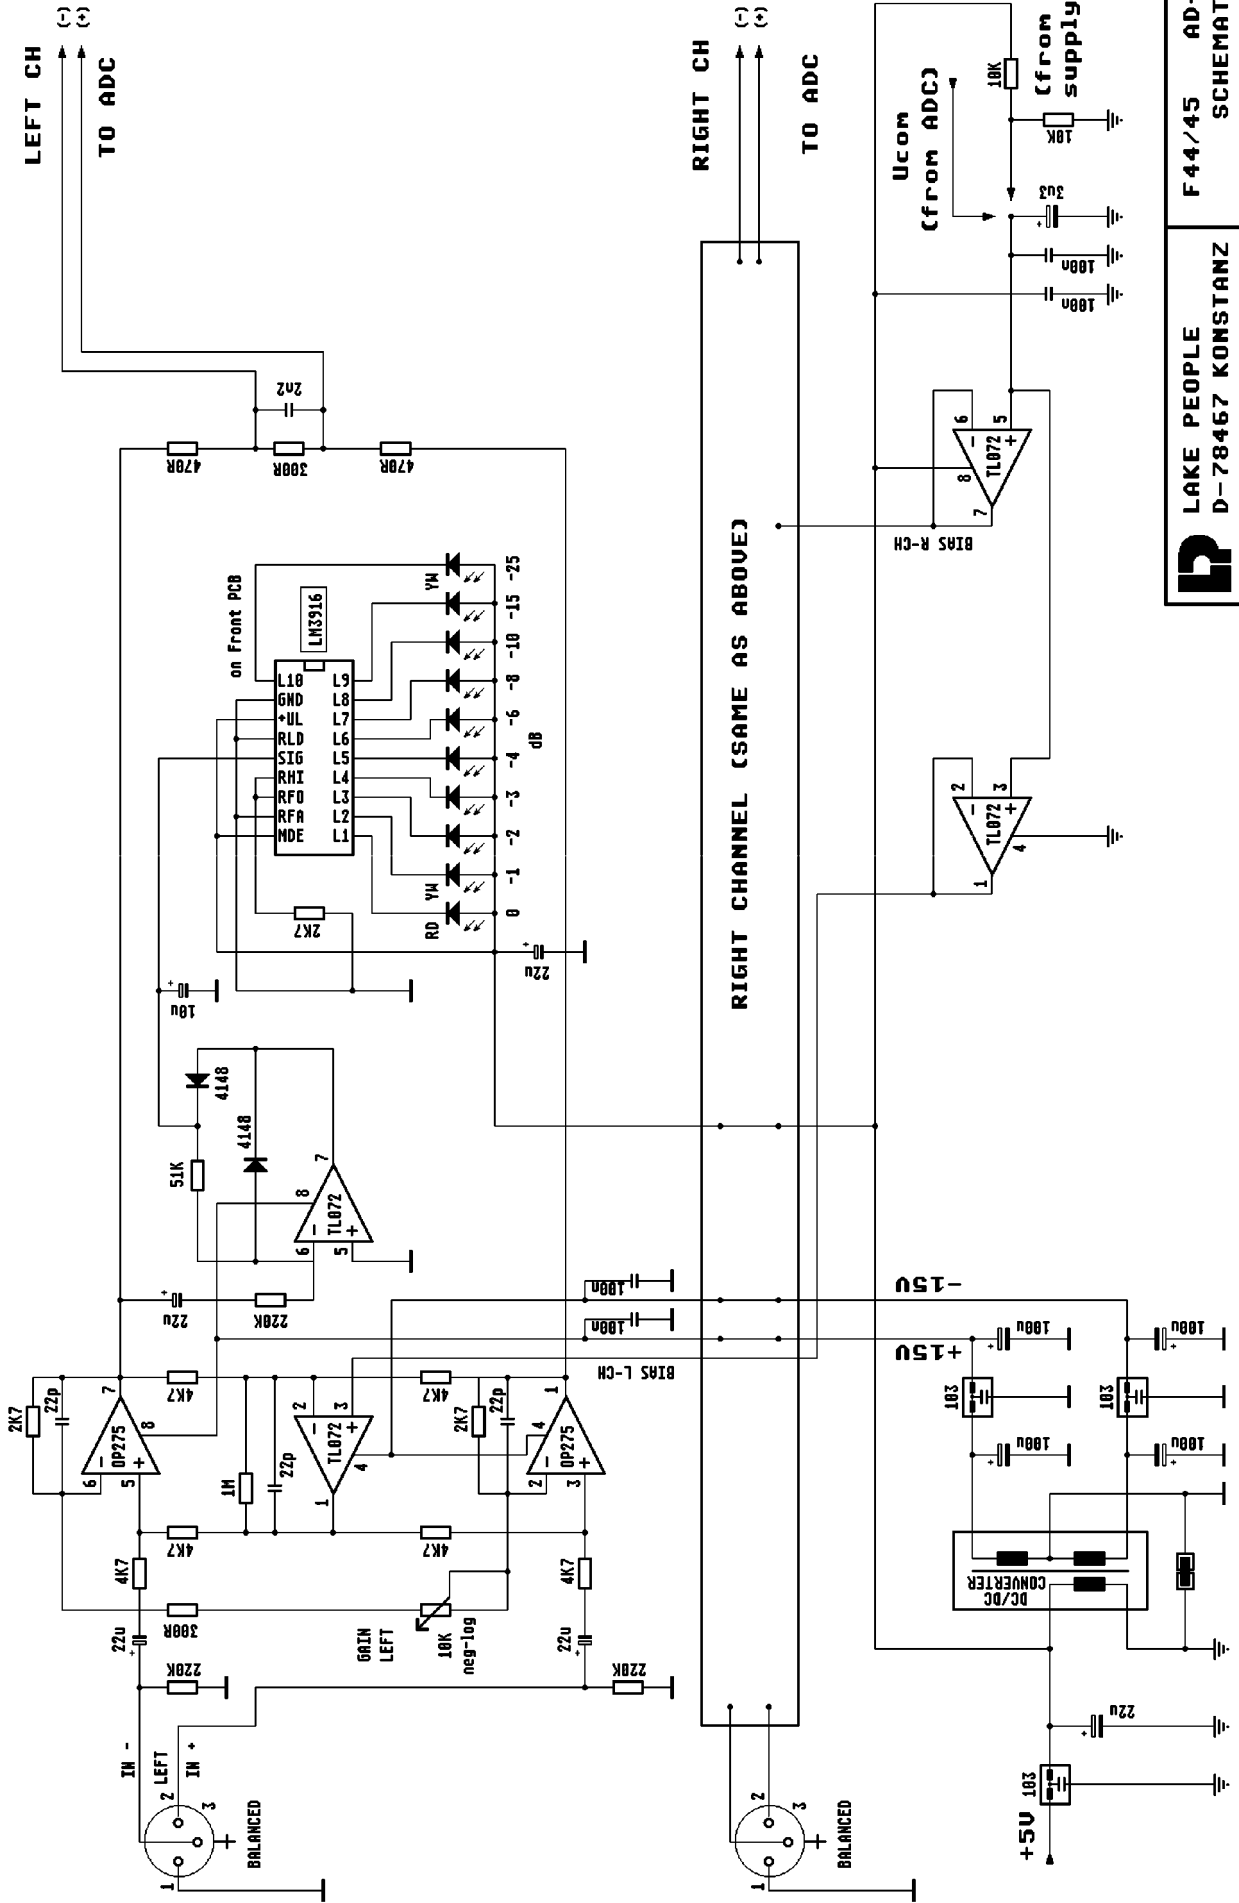 LEFT CH
(-)
(+)
TO ADC
470R
2n2
300R
470R
on Front PCB
LM3916
L10
GND
+UL
RLD
SIG
RHI
RFO
RFA
MDE
L9
L8
L7
L6
L5
L4
L3
L2
L1
YW
-25
-15
-10
-8
-6
dB
-4
-3
-2
-1
0
YW
RD
2K7
22u
+
10u
+
4148
4148
51K
7
8
TL072
6
5
-
+
22u
+
220K
100n
100n
BIAS L-CH
2K7
22p
7
8
OP275
6
5
-
+
4K7
1M
22p
4K7
2
3
TL072
-
+
4
1
2K7
22p
1
4
OP275
2
3
-
+
4K7
4K7
4K7
4K7
300R
GAIN
LEFT
10K
neg-log
22u
+
22u
+
220K
220K
IN -
LEFT
IN +
1
2
3
BALANCED
RIGHT CH
(-)
(+)
TO ADC
RIGHT CHANNEL (SAME AS ABOVE)
1
2
3
BALANCED
Ucom
(from ADC)
10K
(from
supply
10K
3u3
+
100n
100n
6
5
8
TL072
-
+
7
BIAS R-CH
2
3
TL072
-
+
4
1
-15V
+15V
100u
+
100u
+
103
103
100u
+
100u
+
DC/DC
CONVERTER
22u
+
103
+5V
F44/45 AD-
SCHEMAT
LAKE PEOPLE
D-78467 KONSTANZ